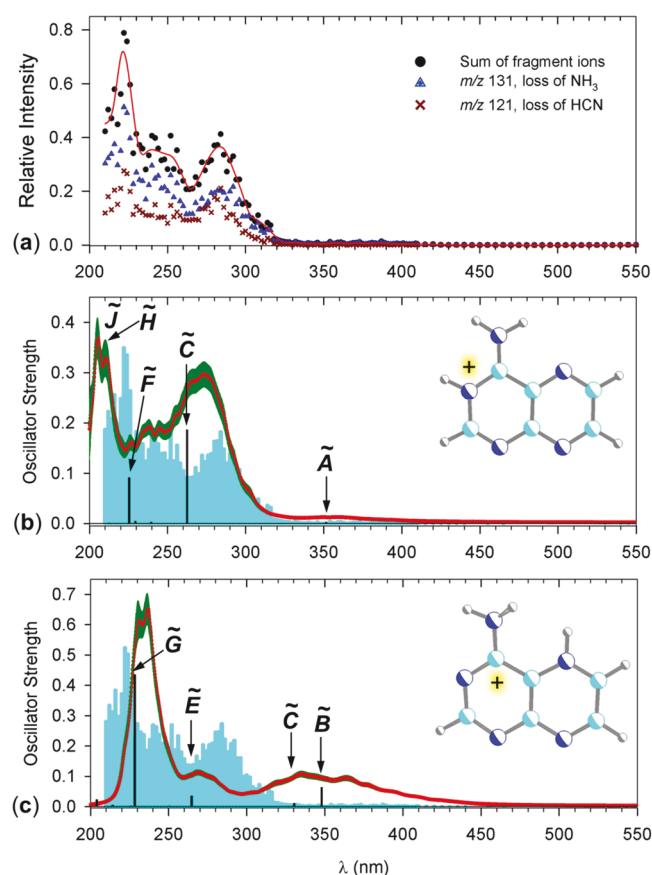 0.8
0.6
0.4
0.2
0.0
Relative Intensity
Sum of fragment ions
m/z 131, loss of NH3
m/z 121, loss of HCN
(a)
200 250 300 350 400 450 500 550
0.4
0.3
0.2
0.1
0.0
Oscillator Strength
J̃ H̃
F̃
C̃
Ã
+
(b)
200 250 300 350 400 450 500 550
0.7
0.6
0.5
0.4
0.3
0.2
0.1
0.0
Oscillator Strength
G̃
Ẽ
C̃ B̃
+
(c)
200 250 300 350 400 450 500 550
λ (nm)